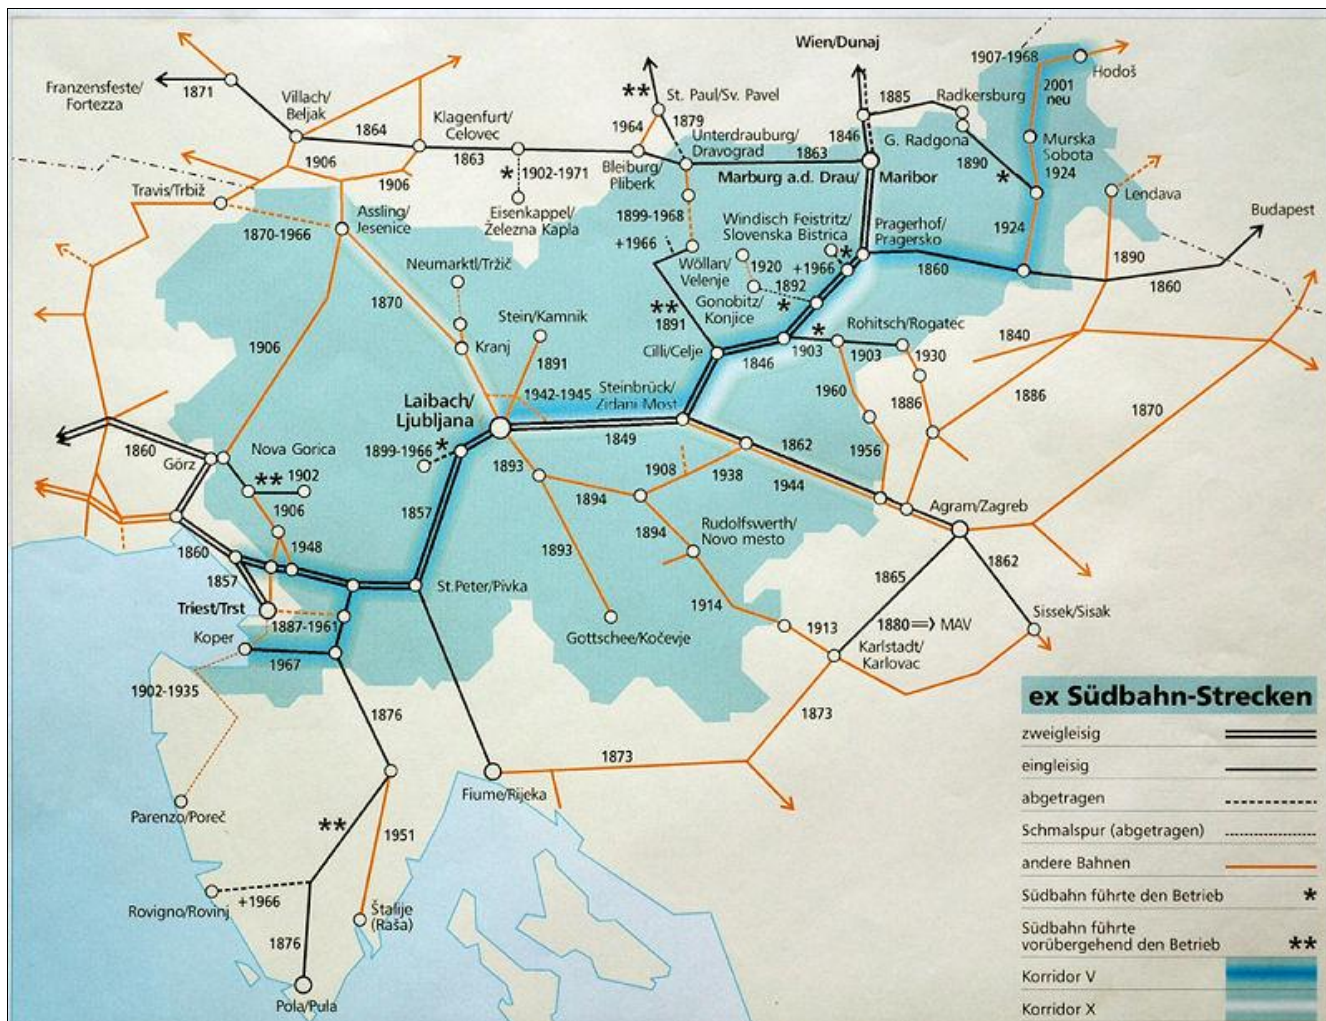 Wien/Dunaj
1907-1968
Hodoš
Franzensfeste/
Fortezza
1871
Villach/
Beljak
1864
Klagenfurt/
Celovec
1863
St. Paul/Sv. Pavel
**
1964
1879
1885
Radkersburg
2001
neu
1846
G. Radgona
1890
*
Murska
Sobota
1924
Unterdrauburg/
Dravograd
1863
Bleiburg/
Pliberk
Marburg a.d. Drau/
Maribor
1906
1906
*
1902-1971
Eisenkappel/
Železna Kapla
Travis/Trbiž
1870-1966
Assling/
Jesenice
1899-1968
+1966
Windisch Feistritz/
Slovenska Bistrica
*
Pragerhof/
Pragersko
1924
Lendava
Budapest
1890
1860
1860
Neumarktl/Tržič
Wöllan/
Velenje
1920
+1966
1892
Gonobitz/
Konjice
*
1870
Stein/Kamnik
**
1891
*
Rohitsch/Rogatec
1840
1906
Kranj
1891
Cilli/Celje
1846
1903
1903
1930
1942-1945
Steinbrück/
Zidani Most
1960
1886
1886
1870
Laibach/
Ljubljana
1849
1862
1956
1860
Görz
Nova Gorica
1899-1966
*
1893
1908
1938
1944
**
1902
1906
1894
1857
1894
Rudolfswerth/
Novo mesto
Agram/Zagreb
1860
1948
1893
1857
1865
1862
St.Peter/Pivka
Triest/Trst
1887-1961
1914
Sissek/Sisak
Koper
1967
Gottschee/Kočevje
1913
1880=> MAV
Karlstadt/
Karlovac
1902-1935
1876
1873
1873
Fiume/Rijeka
Parenzo/Poreč
**
1951
Rovigno/Rovinj
+1966
Štalije
(Raša)
1876
Pola/Pula
ex Südbahn-Strecken
zweigleisig
eingleisig
abgetragen
Schmalspur (abgetragen)
andere Bahnen
Südbahn führte den Betrieb *
Südbahn führte
vorübergehend den Betrieb **
Korridor V
Korridor X